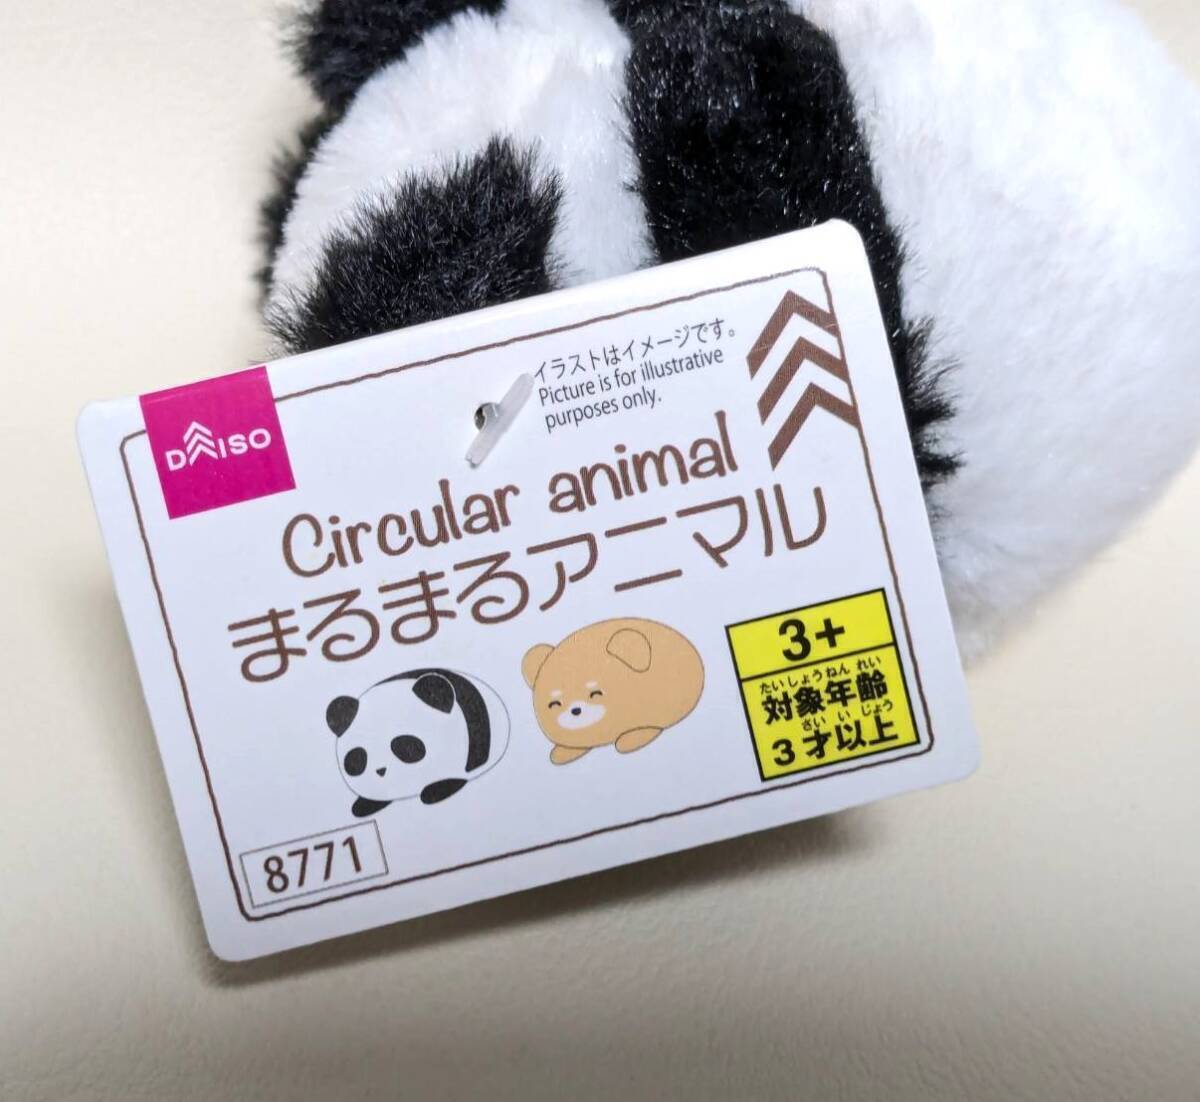 DAISO
イラストはイメージです。
Picture is for illustrative
purposes only.
Circular animal
まるまるアニマル
3+
たいしょうねんれい
対象年齢
さいいじょう
3才以上
8771